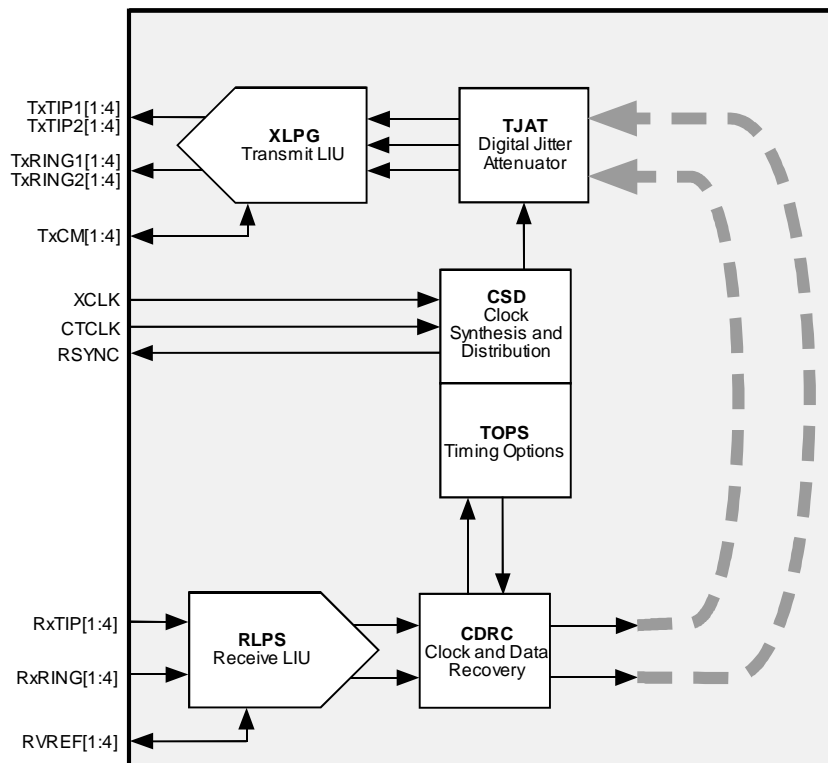 TxTIP1[1:4]
TxTIP2[1:4]
TxRING1[1:4]
TxRING2[1:4]
TxCM[1:4]
XLPG
Transmit LIU
TJAT
Digital Jitter
Attenuator
XCLK
CTCLK
RSYNC
CSD
Clock
Synthesis and
Distribution
TOPS
Timing Options
RxTIP[1:4]
RxRING[1:4]
RVREF[1:4]
RLPS
Receive LIU
CDRC
Clock and Data
Recovery